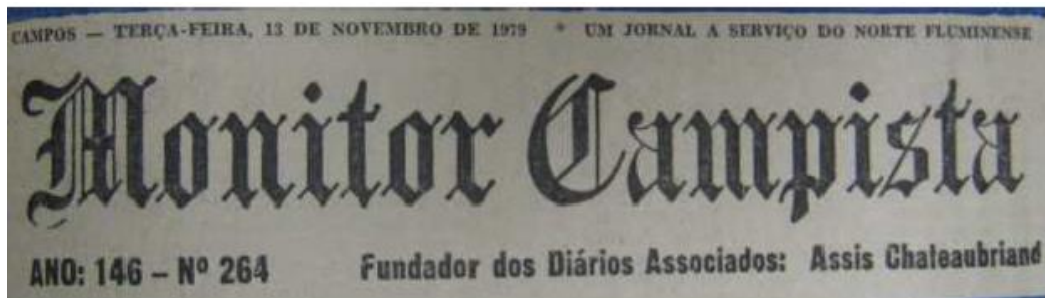 CAMPOS — TERÇA-FEIRA, 13 DE NOVEMBRO DE 1979 * UM JORNAL A SERVIÇO DO NORTE FLUMINENSE
Monitor Campista
ANO: 146 – Nº 264 Fundador dos Diários Associados: Assis Chateaubriand